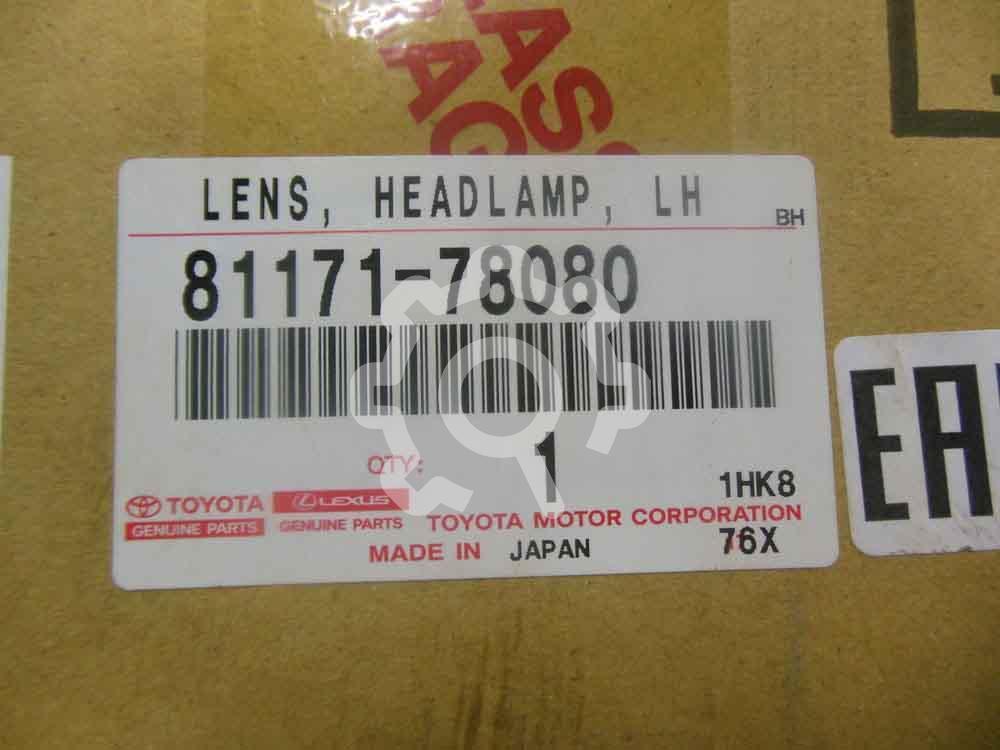 LENS, HEADLAMP, LH
BH
81171-78080
QTY: 1
1HK8
TOYOTA
GENUINE PARTS
LEXUS
GENUINE PARTS
TOYOTA MOTOR CORPORATION
MADE IN JAPAN
76X